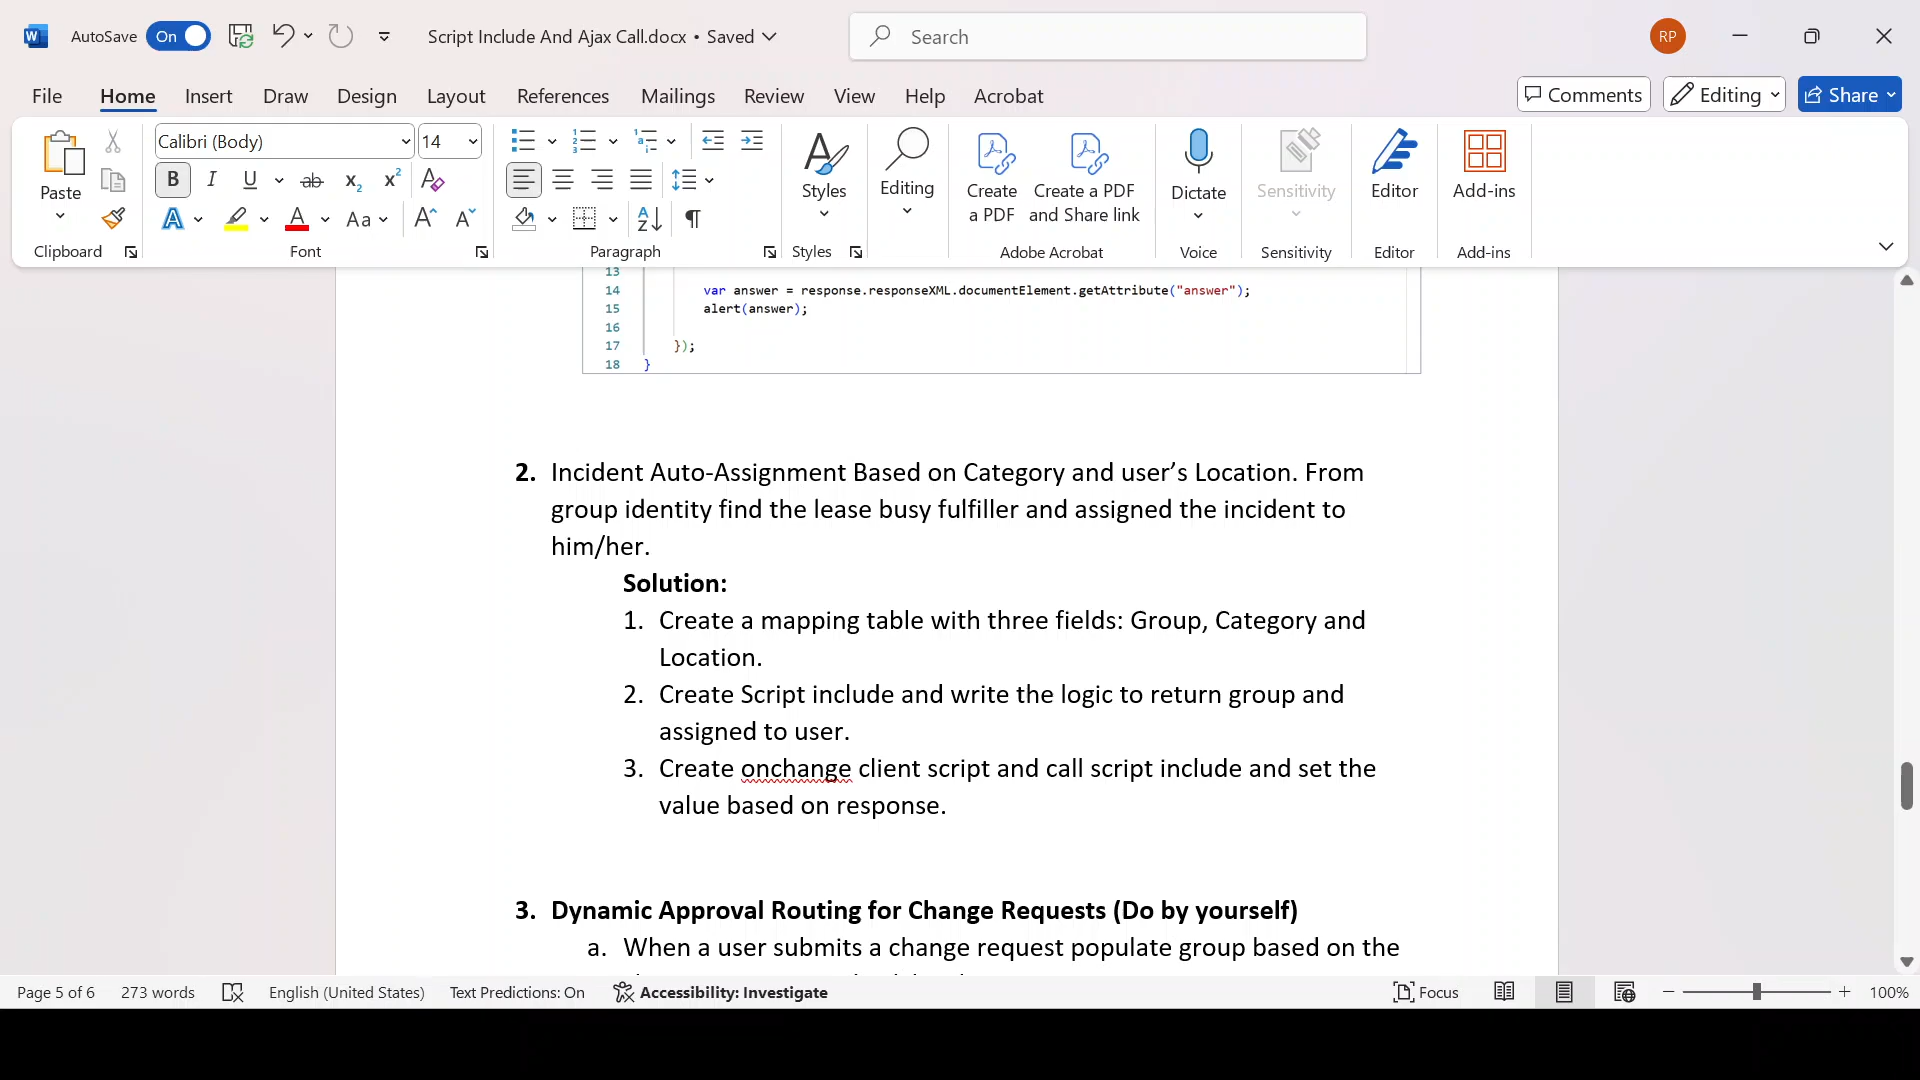 AutoSave On Script Include And Ajax Call.docx • Saved Search RP
File Home Insert Draw Design Layout References Mailings Review View Help Acrobat Comments Editing Share
Calibri (Body) 14
Paste Styles Editing Create a PDF Create a PDF and Share link Dictate Sensitivity Editor Add-ins
Clipboard Font Paragraph Styles Adobe Acrobat Voice Sensitivity Editor Add-ins
13
14 var answer = response.responseXML.documentElement.getAttribute("answer");
15 alert(answer);
16
17 });
18 }
2. Incident Auto-Assignment Based on Category and user’s Location. From
group identity find the lease busy fulfiller and assigned the incident to
him/her.
Solution:
1. Create a mapping table with three fields: Group, Category and
Location.
2. Create Script include and write the logic to return group and
assigned to user.
3. Create onchange client script and call script include and set the
value based on response.
3. Dynamic Approval Routing for Change Requests (Do by yourself)
a. When a user submits a change request populate group based on the
Page 5 of 6 273 words English (United States) Text Predictions: On Accessibility: Investigate Focus 100%